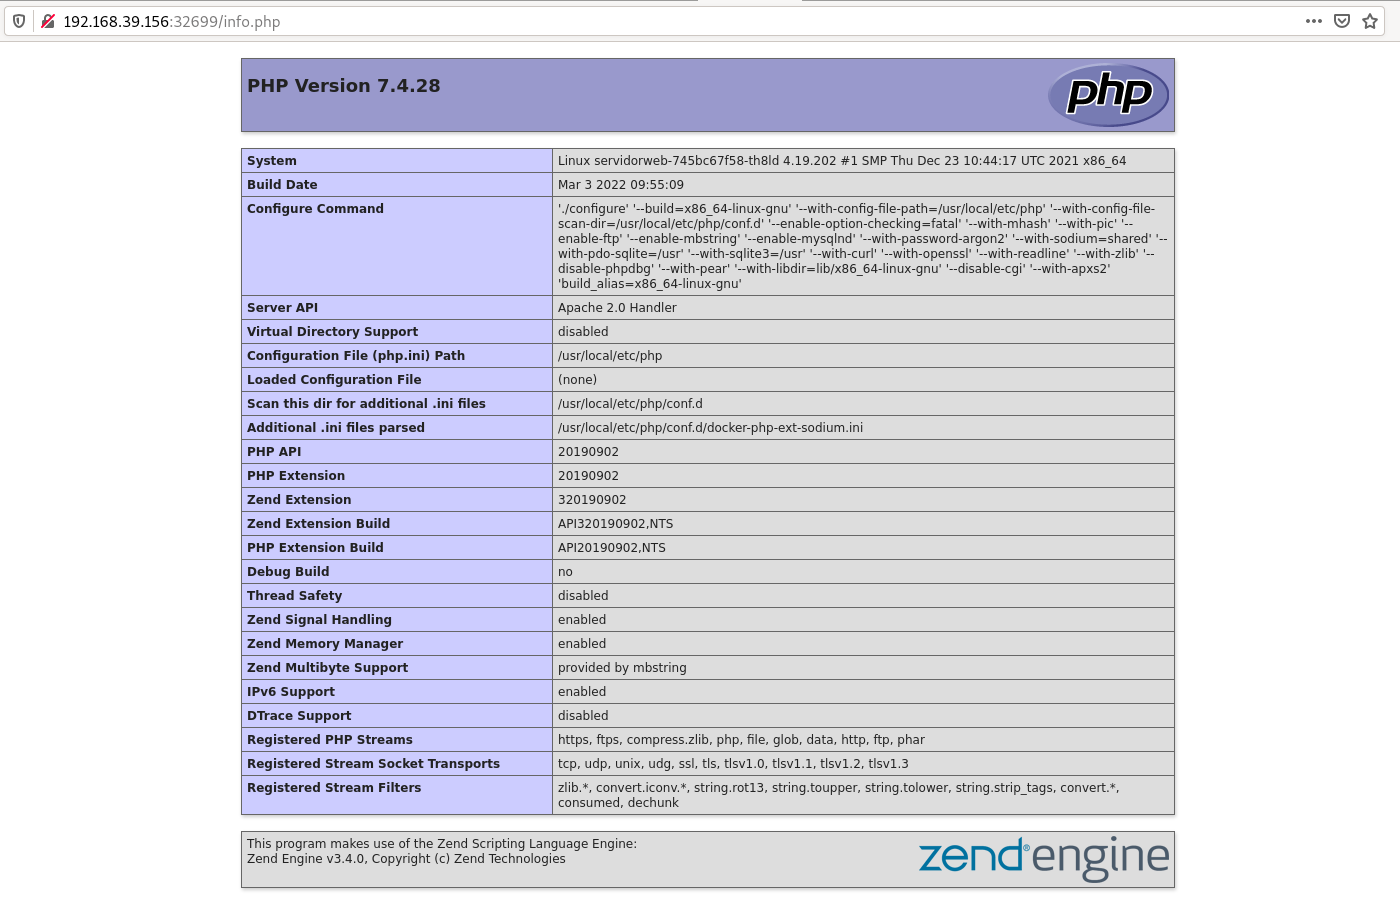 192.168.39.156:32699/info.php
PHP Version 7.4.28
php
System Linux servidorweb-745bc67f58-th8ld 4.19.202 #1 SMP Thu Dec 23 10:44:17 UTC 2021 x86_64
Build Date Mar 3 2022 09:55:09
Configure Command './configure' '--build=x86_64-linux-gnu' '--with-config-file-path=/usr/local/etc/php' '--with-config-file-
scan-dir=/usr/local/etc/php/conf.d' '--enable-option-checking=fatal' '--with-mhash' '--with-pic' '--
enable-ftp' '--enable-mbstring' '--enable-mysqlnd' '--with-password-argon2' '--with-sodium=shared' '--
with-pdo-sqlite=/usr' '--with-sqlite3=/usr' '--with-curl' '--with-openssl' '--with-readline' '--with-zlib' '--
disable-phpdbg' '--with-pear' '--with-libdir=lib/x86_64-linux-gnu' '--disable-cgi' '--with-apxs2'
'build_alias=x86_64-linux-gnu'
Server API Apache 2.0 Handler
Virtual Directory Support disabled
Configuration File (php.ini) Path /usr/local/etc/php
Loaded Configuration File (none)
Scan this dir for additional .ini files /usr/local/etc/php/conf.d
Additional .ini files parsed /usr/local/etc/php/conf.d/docker-php-ext-sodium.ini
PHP API 20190902
PHP Extension 20190902
Zend Extension 320190902
Zend Extension Build API320190902,NTS
PHP Extension Build API20190902,NTS
Debug Build no
Thread Safety disabled
Zend Signal Handling enabled
Zend Memory Manager enabled
Zend Multibyte Support provided by mbstring
IPv6 Support enabled
DTrace Support disabled
Registered PHP Streams https, ftps, compress.zlib, php, file, glob, data, http, ftp, phar
Registered Stream Socket Transports tcp, udp, unix, udg, ssl, tls, tlsv1.0, tlsv1.1, tlsv1.2, tlsv1.3
Registered Stream Filters zlib.*, convert.iconv.*, string.rot13, string.toupper, string.tolower, string.strip_tags, convert.*,
consumed, dechunk
This program makes use of the Zend Scripting Language Engine:
Zend Engine v3.4.0, Copyright (c) Zend Technologies
zend® engine